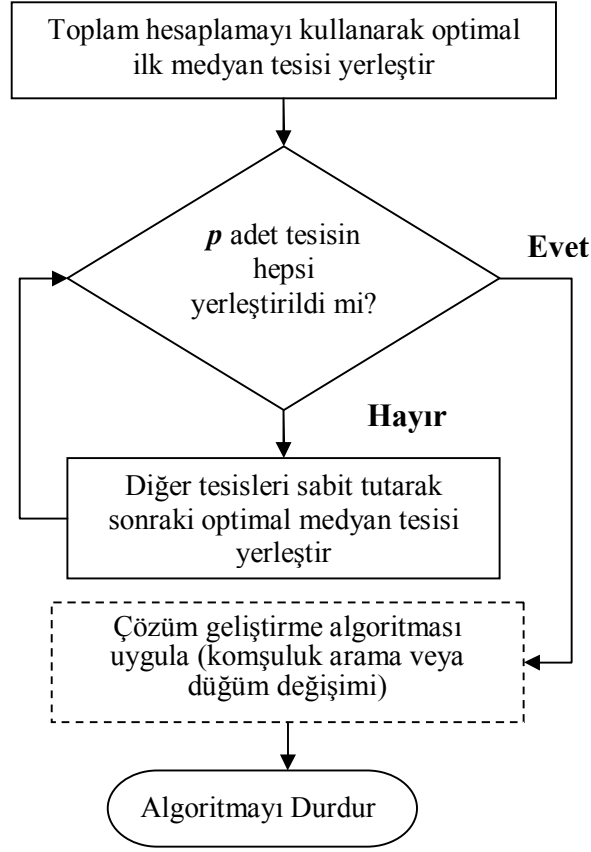 Toplam hesaplamayı kullanarak optimal
ilk medyan tesisi yerleştir
p adet tesisin
hepsi
yerleştirildi mi?
Evet
Hayır
Diğer tesisleri sabit tutarak
sonraki optimal medyan tesisi
yerleştir
Çözüm geliştirme algoritması
uygula (komşuluk arama veya
düğüm değişimi)
Algoritmayı Durdur